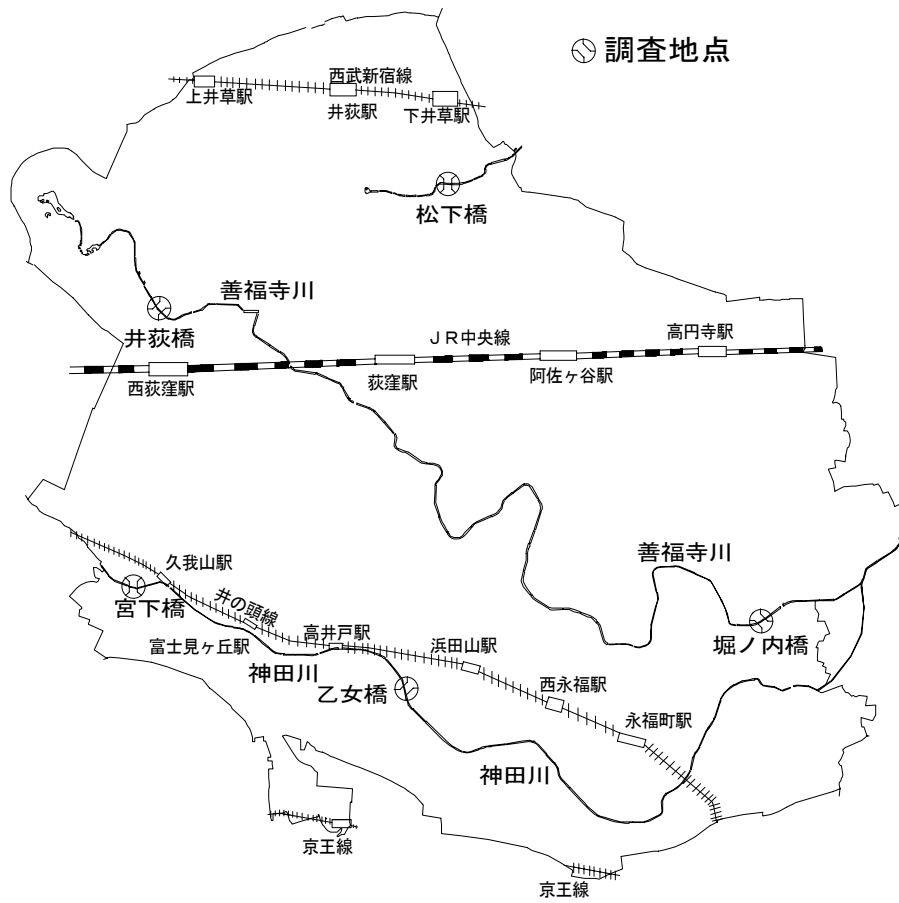 調査地点
西武新宿線
上井草駅
井荻駅
下井草駅
松下橋
善福寺川
井荻橋
JR中央線
高円寺駅
西荻窪駅
荻窪駅
阿佐ヶ谷駅
善福寺川
久我山駅
宮下橋
井の頭線
富士見ヶ丘駅
高井戸駅
浜田山駅
堀ノ内橋
神田川
乙女橋
西永福駅
永福町駅
神田川
京王線
京王線